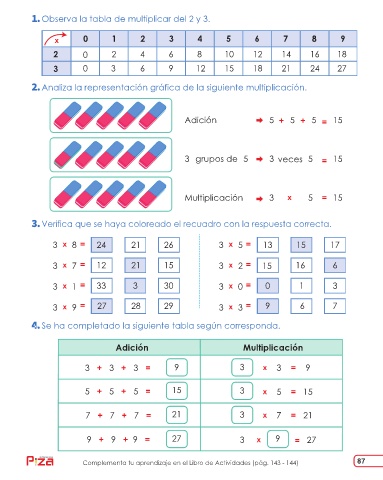 1. Observa la tabla de multiplicar del 2 y 3.
x 0 1 2 3 4 5 6 7 8 9
2 0 2 4 6 8 10 12 14 16 18
3 0 3 6 9 12 15 18 21 24 27
2. Analiza la representación gráfica de la siguiente multiplicación.
Adición 5 + 5 + 5 = 15
3 grupos de 5 3 veces 5 = 15
Multiplicación 3 x 5 = 15
3. Verifica que se haya coloreado el recuadro con la respuesta correcta.
3 x 8 = 24 21 26 3 x 5 = 13 15 17
3 x 7 = 12 21 15 3 x 2 = 15 16 6
3 x 1 = 33 3 30 3 x 0 = 0 1 3
3 x 9 = 27 28 29 3 x 3 = 9 6 7
4. Se ha completado la siguiente tabla según corresponda.
Adición Multiplicación
3 + 3 + 3 = 9 3 x 3 = 9
5 + 5 + 5 = 15 3 x 5 = 15
7 + 7 + 7 = 21 3 x 7 = 21
9 + 9 + 9 = 27 3 x 9 = 27
Complementa tu aprendizaje en el Libro de Actividades (pág. 143 - 144) 87